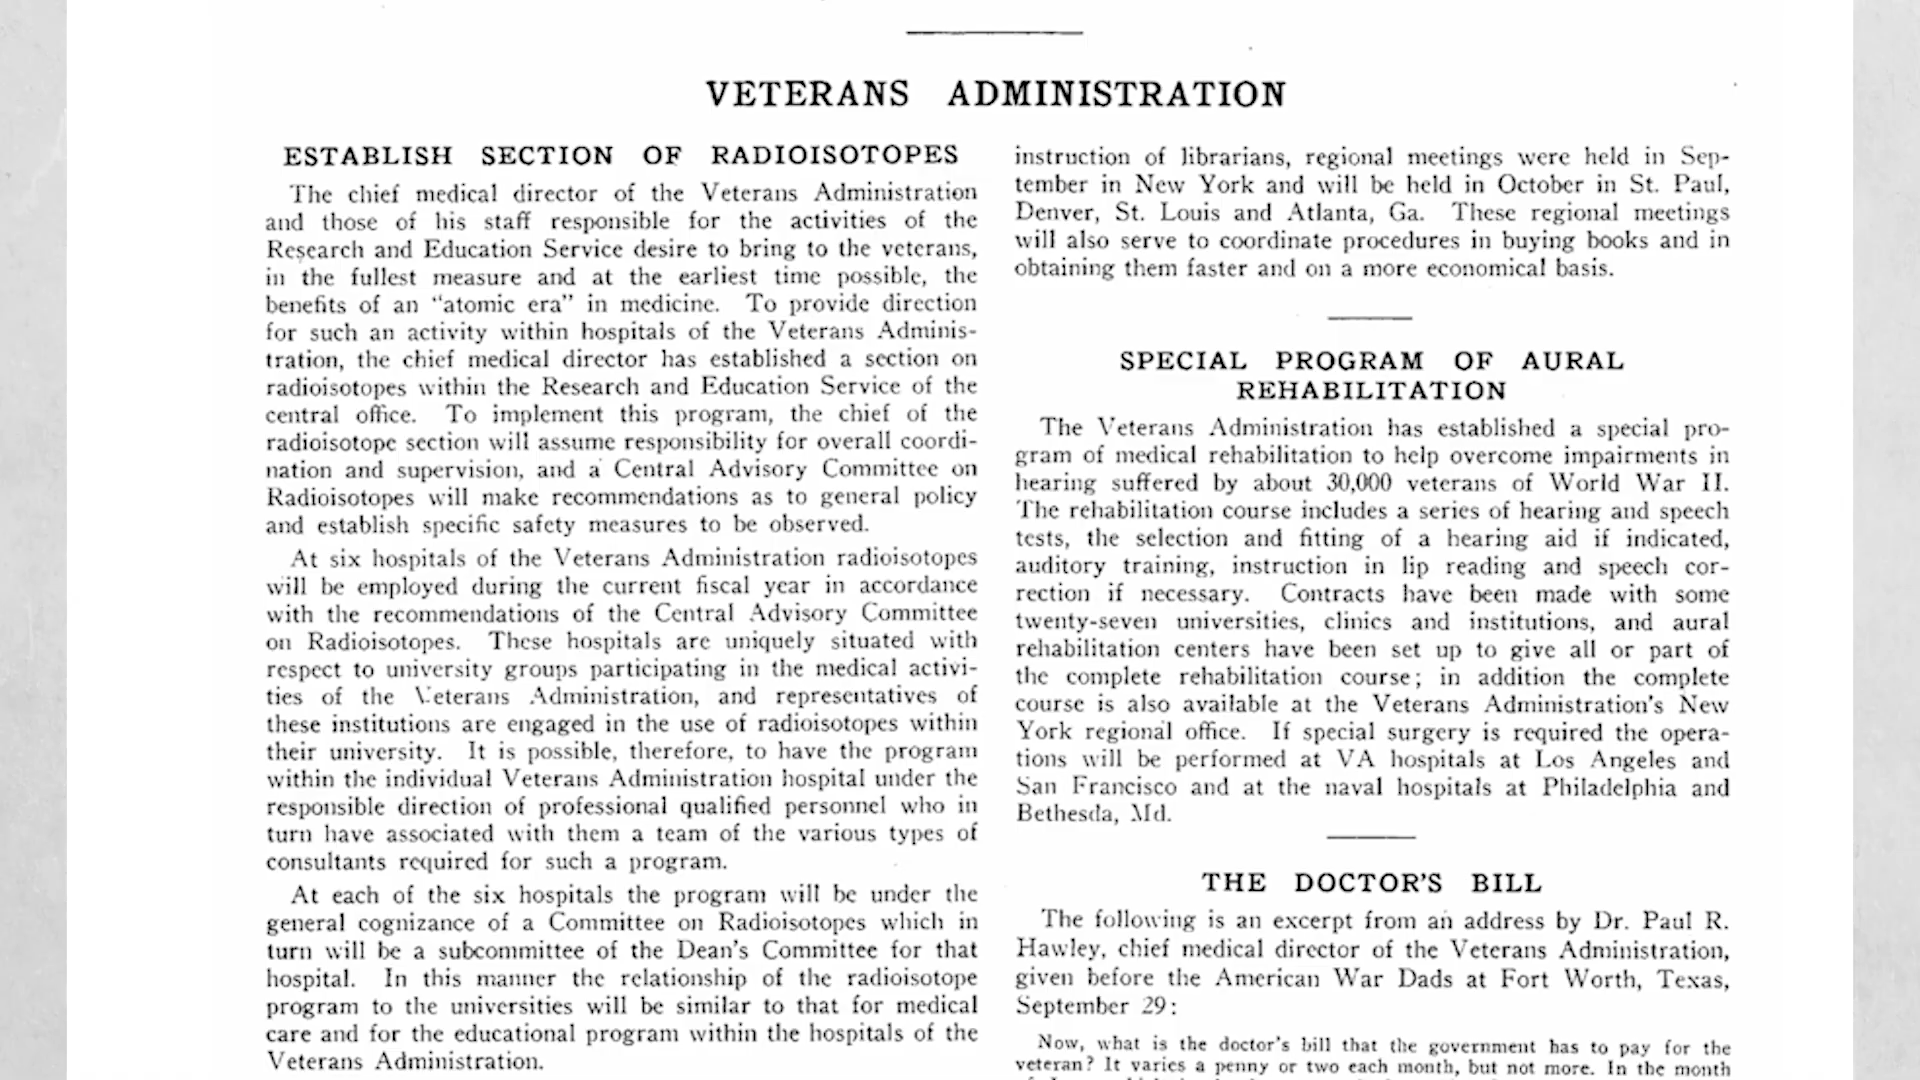 VETERANS ADMINISTRATION
ESTABLISH SECTION OF RADIOISOTOPES
The chief medical director of the Veterans Administration
and those of his staff responsible for the activities of the
Research and Education Service desire to bring to the veterans,
in the fullest measure and at the earliest time possible, the
benefits of an "atomic era" in medicine. To provide direction
for such an activity within hospitals of the Veterans Adminis-
tration, the chief medical director has established a section on
radioisotopes within the Research and Education Service of the
central office. To implement this program, the chief of the
radioisotope section will assume responsibility for overall coordi-
nation and supervision, and a Central Advisory Committee on
Radioisotopes will make recommendations as to general policy
and establish specific safety measures to be observed.
At six hospitals of the Veterans Administration radioisotopes
will be employed during the current fiscal year in accordance
with the recommendations of the Central Advisory Committee
on Radioisotopes. These hospitals are uniquely situated with
respect to university groups participating in the medical activi-
ties of the Veterans Administration, and representatives of
these institutions are engaged in the use of radioisotopes within
their university. It is possible, therefore, to have the program
within the individual Veterans Administration hospital under the
responsible direction of professional qualified personnel who in
turn have associated with them a team of the various types of
consultants required for such a program.
At each of the six hospitals the program will be under the
general cognizance of a Committee on Radioisotopes which in
turn will be a subcommittee of the Dean's Committee for that
hospital. In this manner the relationship of the radioisotope
program to the universities will be similar to that for medical
care and for the educational program within the hospitals of the
Veterans Administration.
instruction of librarians, regional meetings were held in Sep-
tember in New York and will be held in October in St. Paul,
Denver, St. Louis and Atlanta, Ga. These regional meetings
will also serve to coordinate procedures in buying books and in
obtaining them faster and on a more economical basis.
SPECIAL PROGRAM OF AURAL
REHABILITATION
The Veterans Administration has established a special pro-
gram of medical rehabilitation to help overcome impairments in
hearing suffered by about 30,000 veterans of World War II.
The rehabilitation course includes a series of hearing and speech
tests, the selection and fitting of a hearing aid if indicated,
auditory training, instruction in lip reading and speech cor-
rection if necessary. Contracts have been made with some
twenty-seven universities, clinics and institutions, and aural
rehabilitation centers have been set up to give all or part of
the complete rehabilitation course; in addition the complete
course is also available at the Veterans Administration's New
York regional office. If special surgery is required the opera-
tions will be performed at VA hospitals at Los Angeles and
San Francisco and at the naval hospitals at Philadelphia and
Bethesda, Md.
THE DOCTOR'S BILL
The following is an excerpt from an address by Dr. Paul R.
Hawley, chief medical director of the Veterans Administration,
given before the American War Dads at Fort Worth, Texas,
September 29:
Now, what is the doctor's bill that the government has to pay for the
veteran? It varies a penny or two each month, but not more. In the month